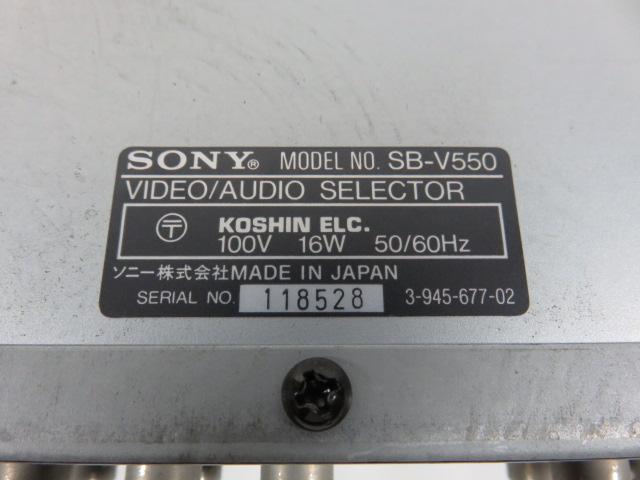 SONY® MODEL NO. SB-V550
VIDEO/AUDIO SELECTOR
〒 KOSHIN ELC.
100V 16W 50/60Hz
ソニー株式会社MADE IN JAPAN
SERIAL NO. 118528 3-945-677-02